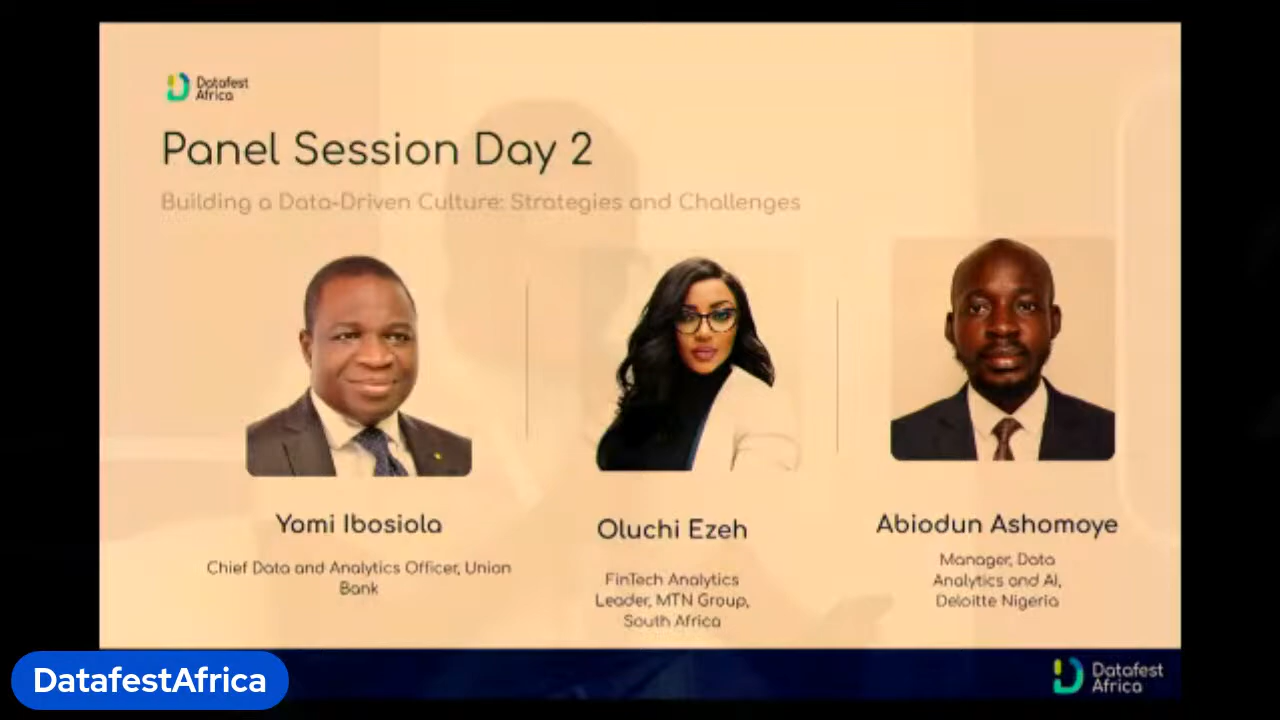 Datafest
Africa
Panel Session Day 2
Building a Data-Driven Culture: Strategies and Challenges
Yomi Ibosiola
Chief Data and Analytics Officer, Union
Bank
Oluchi Ezeh
FinTech Analytics
Leader, MTN Group,
South Africa
Abiodun Ashomoye
Manager, Data
Analytics and AI,
Deloitte Nigeria
DatafestAfrica
Datafest
Africa